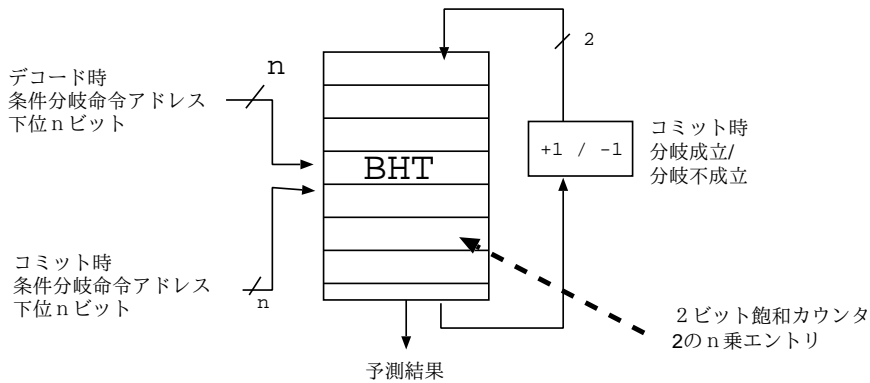 2
n
デコード時
条件分岐命令アドレス
下位ｎビット
+1 / -1
コミット時
分岐成立/
分岐不成立
BHT
コミット時
条件分岐命令アドレス
下位ｎビット
n
２ビット飽和カウンタ
2のｎ乗エントリ
予測結果